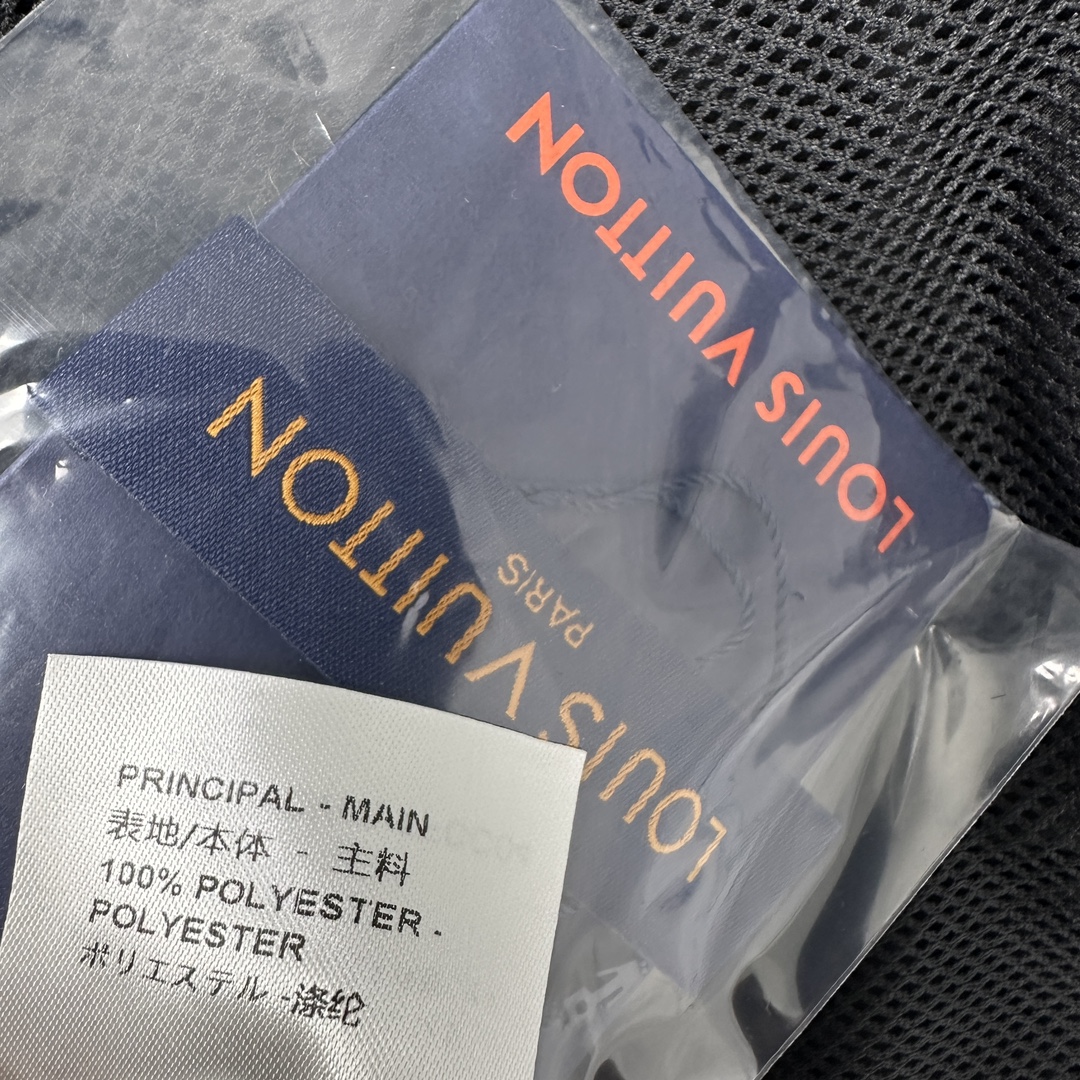 LOUIS VUITTON
LOUIS VUITTON
PARIS
PRINCIPAL - MAIN
表地/本体 - 主料
100% POLYESTER -
POLYESTER
ポリエステル -涤纶